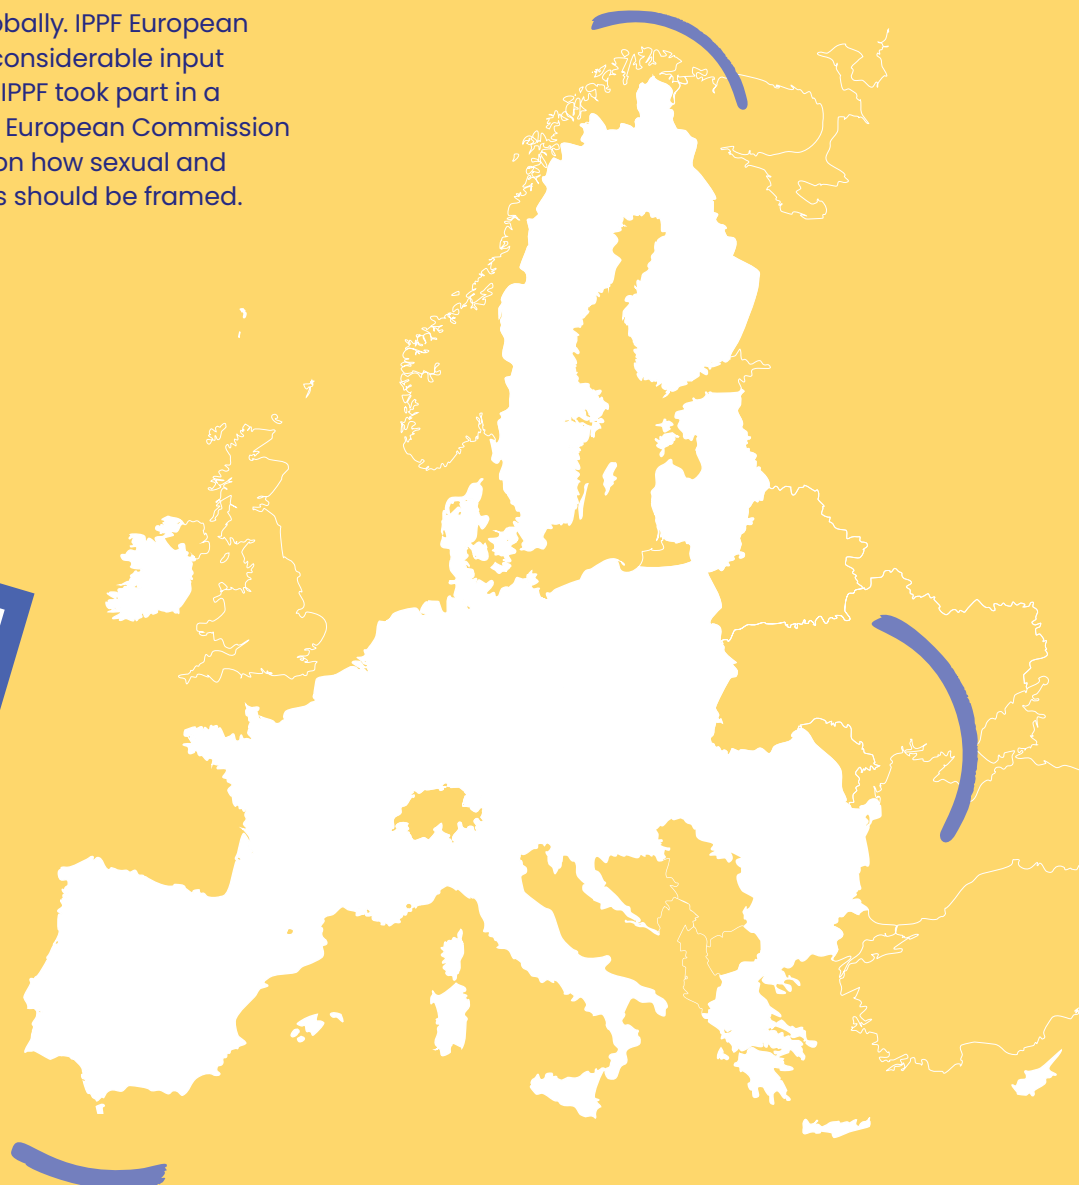 obally. IPPF European
considerable input
IPPF took part in a
European Commission
on how sexual and
s should be framed.